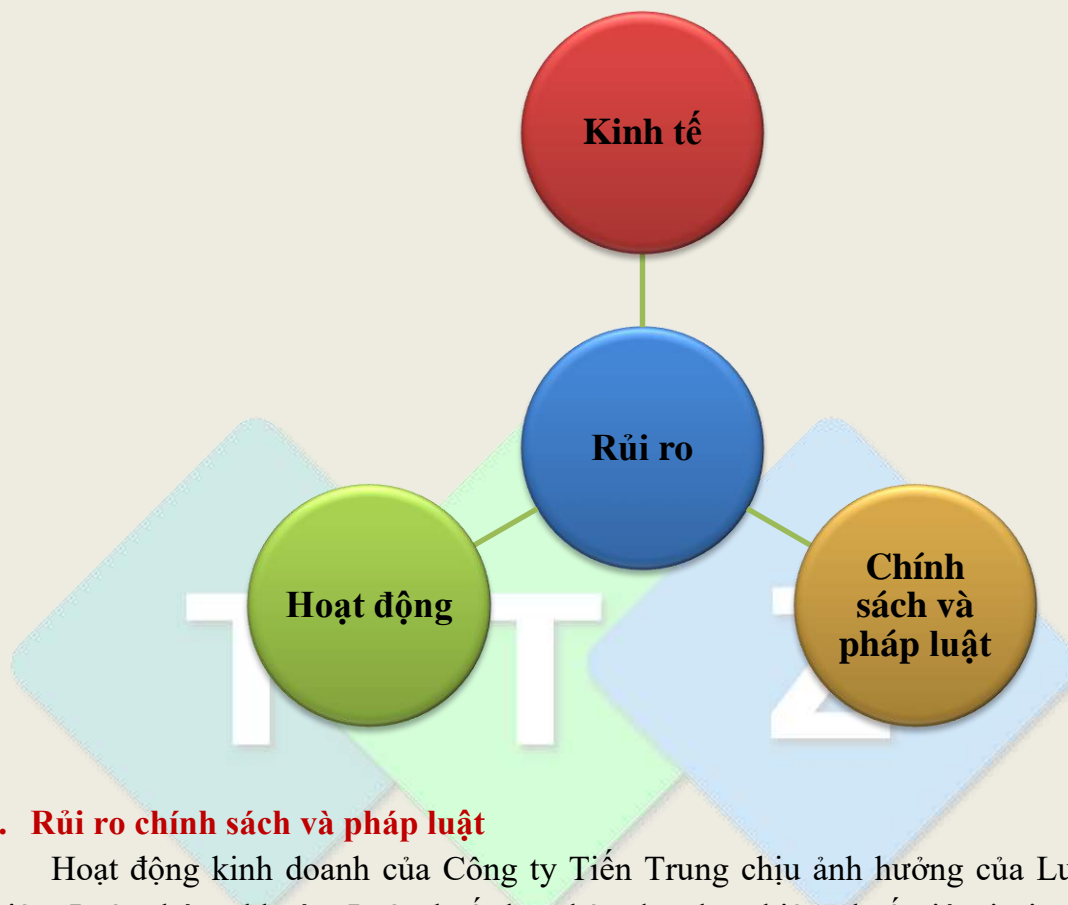 Kinh tế
Rủi ro
Hoạt động
Chính
sách và
pháp luật
T T Z
. Rủi ro chính sách và pháp luật
Hoạt động kinh doanh của Công ty Tiến Trung chịu ảnh hưởng của